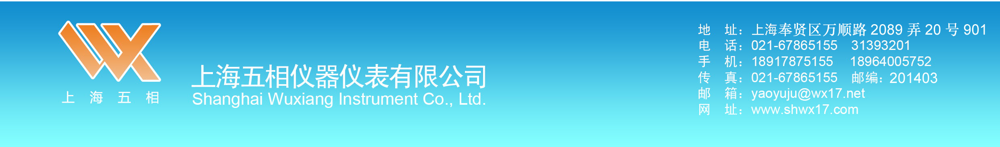 WX
上海五相
上海五相仪器仪表有限公司
Shanghai Wuxiang Instrument Co., Ltd.
地 址：上海奉贤区万顺路 2089 弄 20 号 901
电 话：021-67865155 31393201
手 机：18917875155 18964005752
传 真：021-67865155 邮编：201403
邮 箱：yaoyuju@wx17.net
网 址：www.shwx17.com